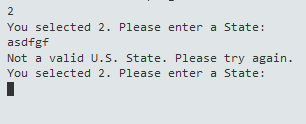 2
You selected 2. Please enter a State:
asdfgf
Not a valid U.S. State. Please try again.
You selected 2. Please enter a State: